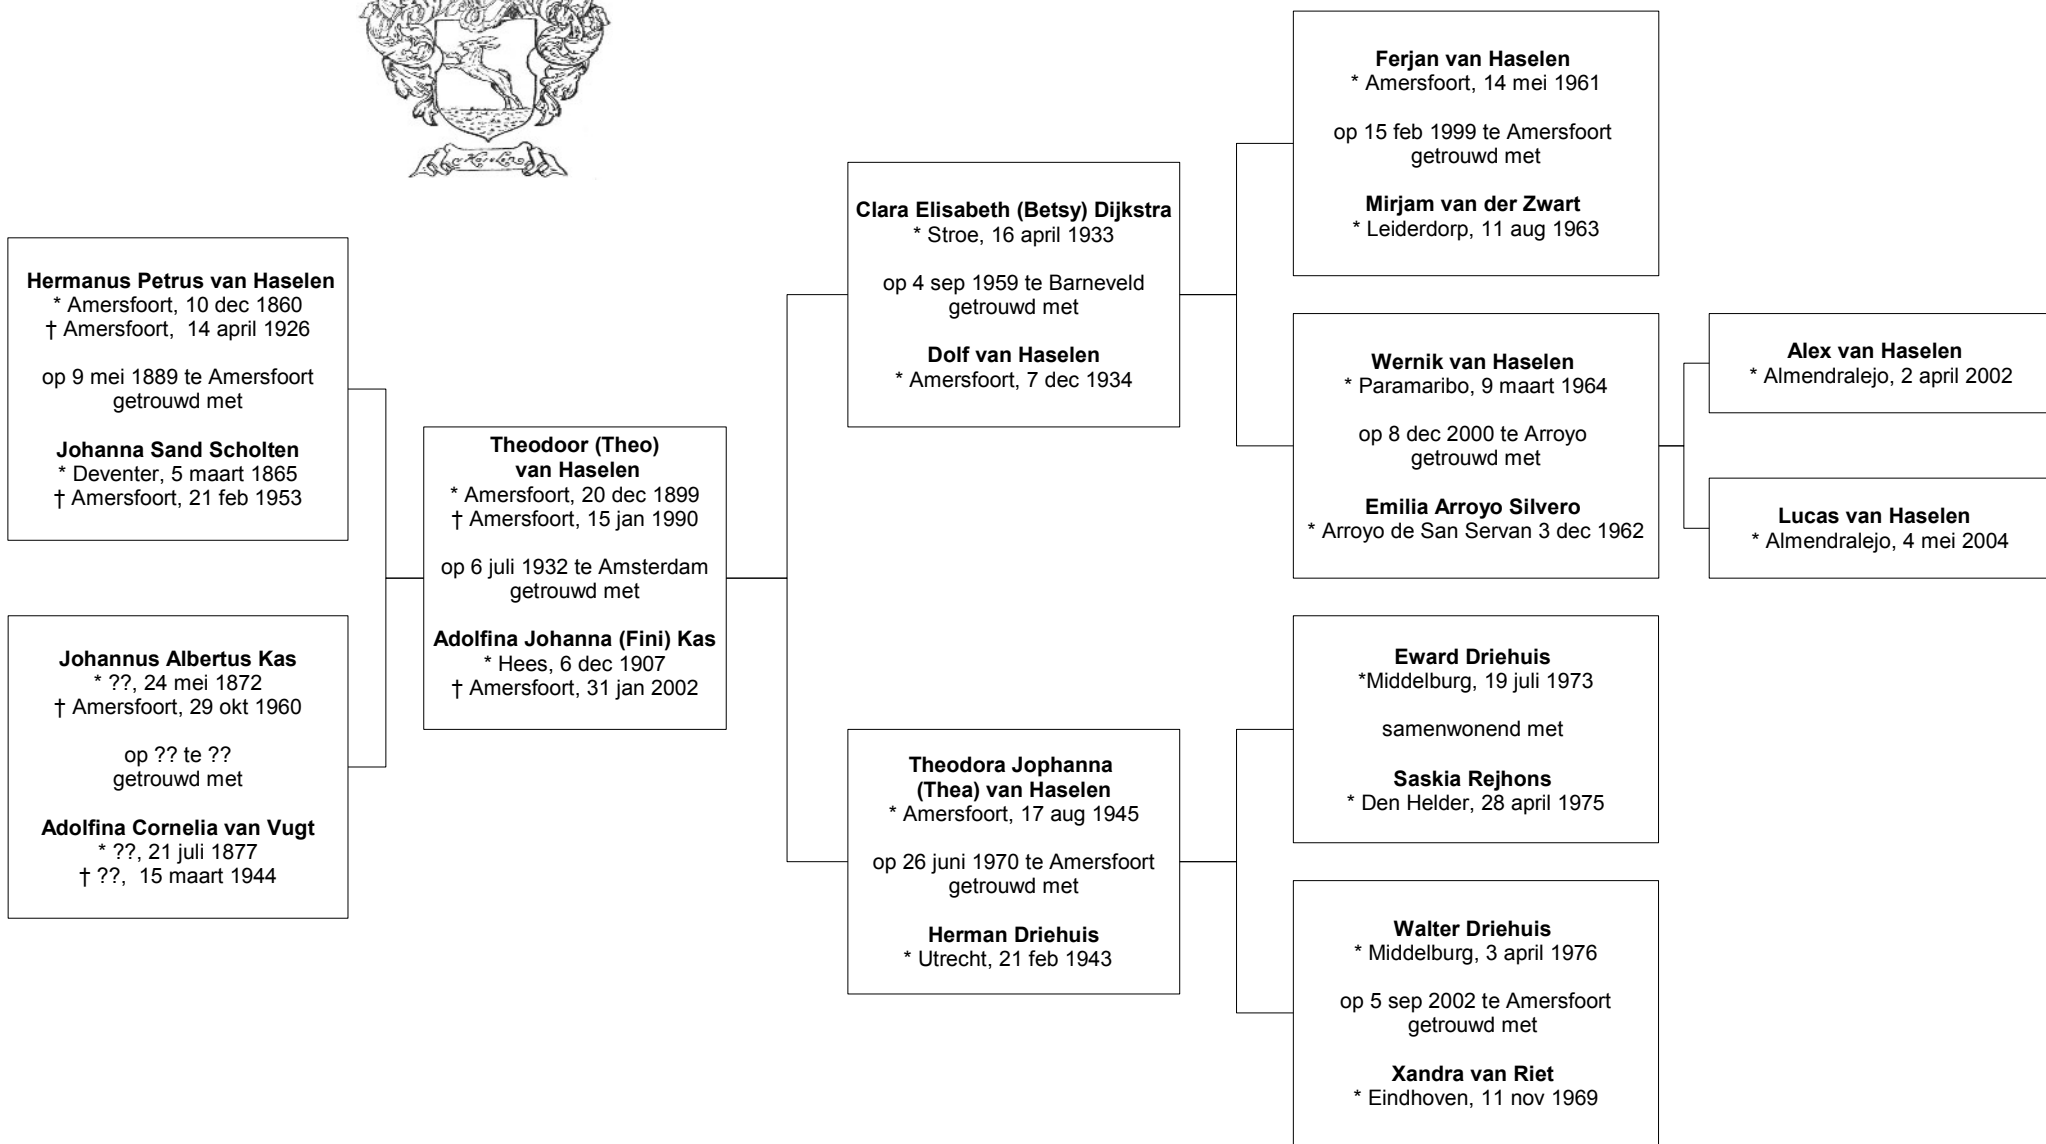 v Haselen
Hermanus Petrus van Haselen
* Amersfoort, 10 dec 1860
† Amersfoort, 14 april 1926
op 9 mei 1889 te Amersfoort
getrouwd met
Johanna Sand Scholten
* Deventer, 5 maart 1865
† Amersfoort, 21 feb 1953
Johannus Albertus Kas
* ??, 24 mei 1872
† Amersfoort, 29 okt 1960
op ?? te ??
getrouwd met
Adolfina Cornelia van Vugt
* ??, 21 juli 1877
† ??, 15 maart 1944
Theodoor (Theo)
van Haselen
* Amersfoort, 20 dec 1899
† Amersfoort, 15 jan 1990
op 6 juli 1932 te Amsterdam
getrouwd met
Adolfina Johanna (Fini) Kas
* Hees, 6 dec 1907
† Amersfoort, 31 jan 2002
Clara Elisabeth (Betsy) Dijkstra
* Stroe, 16 april 1933
op 4 sep 1959 te Barneveld
getrouwd met
Dolf van Haselen
* Amersfoort, 7 dec 1934
Theodora Jophanna
(Thea) van Haselen
* Amersfoort, 17 aug 1945
op 26 juni 1970 te Amersfoort
getrouwd met
Herman Driehuis
* Utrecht, 21 feb 1943
Ferjan van Haselen
* Amersfoort, 14 mei 1961
op 15 feb 1999 te Amersfoort
getrouwd met
Mirjam van der Zwart
* Leiderdorp, 11 aug 1963
Wernik van Haselen
* Paramaribo, 9 maart 1964
op 8 dec 2000 te Arroyo
getrouwd met
Emilia Arroyo Silvero
* Arroyo de San Servan 3 dec 1962
Eward Driehuis
*Middelburg, 19 juli 1973
samenwonend met
Saskia Rejhons
* Den Helder, 28 april 1975
Walter Driehuis
* Middelburg, 3 april 1976
op 5 sep 2002 te Amersfoort
getrouwd met
Xandra van Riet
* Eindhoven, 11 nov 1969
Alex van Haselen
* Almendralejo, 2 april 2002
Lucas van Haselen
* Almendralejo, 4 mei 2004